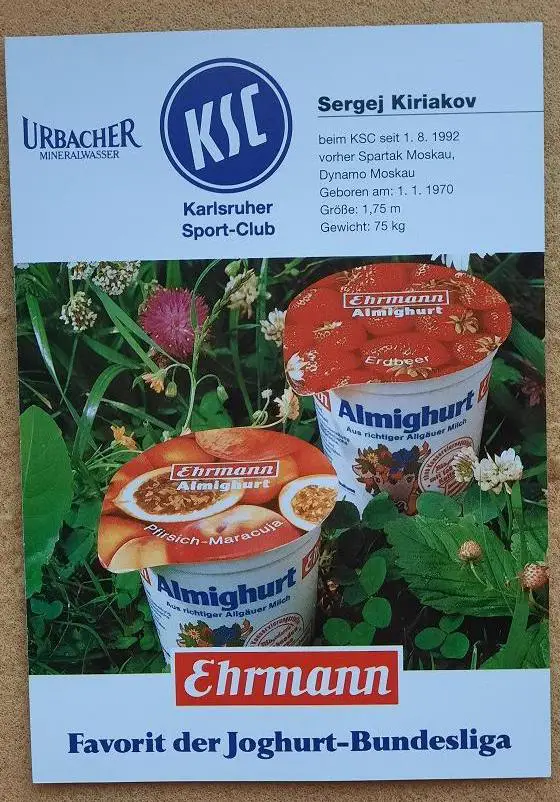 URBACHER
MINERALWASSER
KSC
Karlsruher
Sport-Club
Sergej Kiriakov
beim KSC seit 1. 8. 1992
vorher Spartak Moskau,
Dynamo Moskau
Geboren am: 1. 1. 1970
Größe: 1,75 m
Gewicht: 75 kg
Ehrmann
Almighurt
Erdbeer
Almighurt
Aus richtiger Allgäuer Milch
Ehrmann
Almighurt
Pfirsich-Maracuja
Almighurt
Aus richtiger Allgäuer Milch
Ehrmann
Favorit der Joghurt-Bundesliga